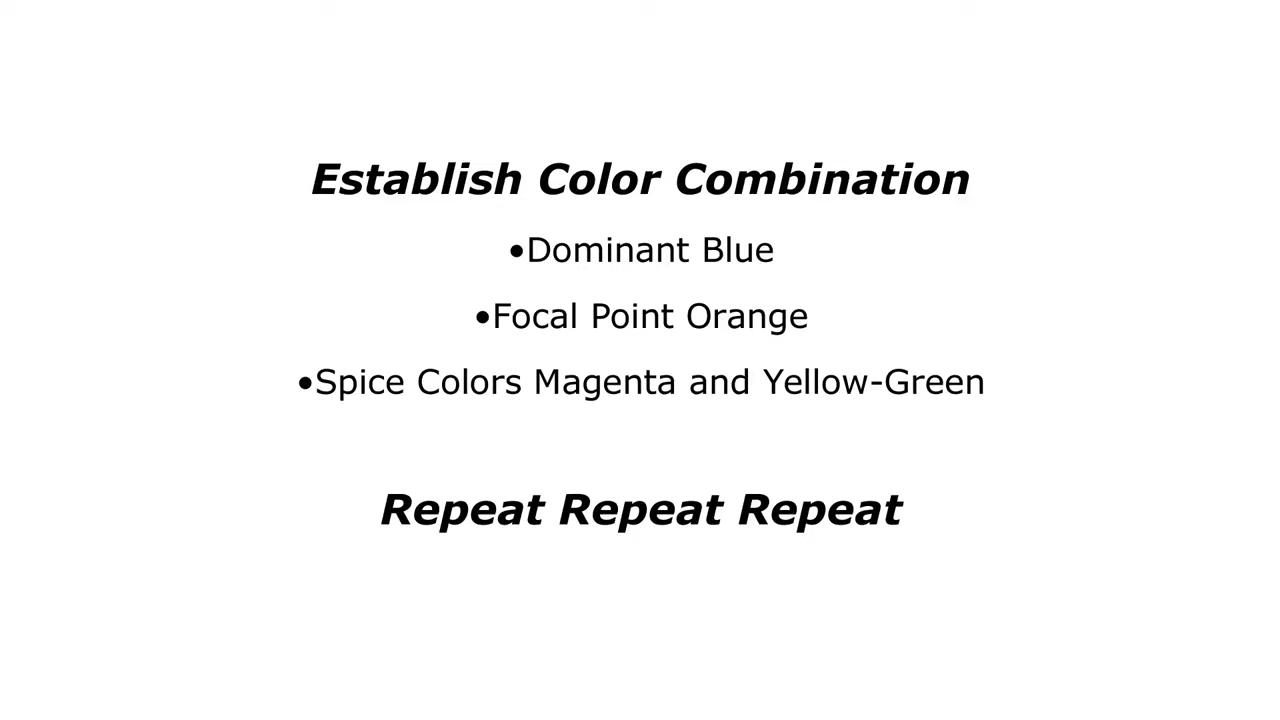 Establish Color Combination
•Dominant Blue
•Focal Point Orange
•Spice Colors Magenta and Yellow-Green
Repeat Repeat Repeat